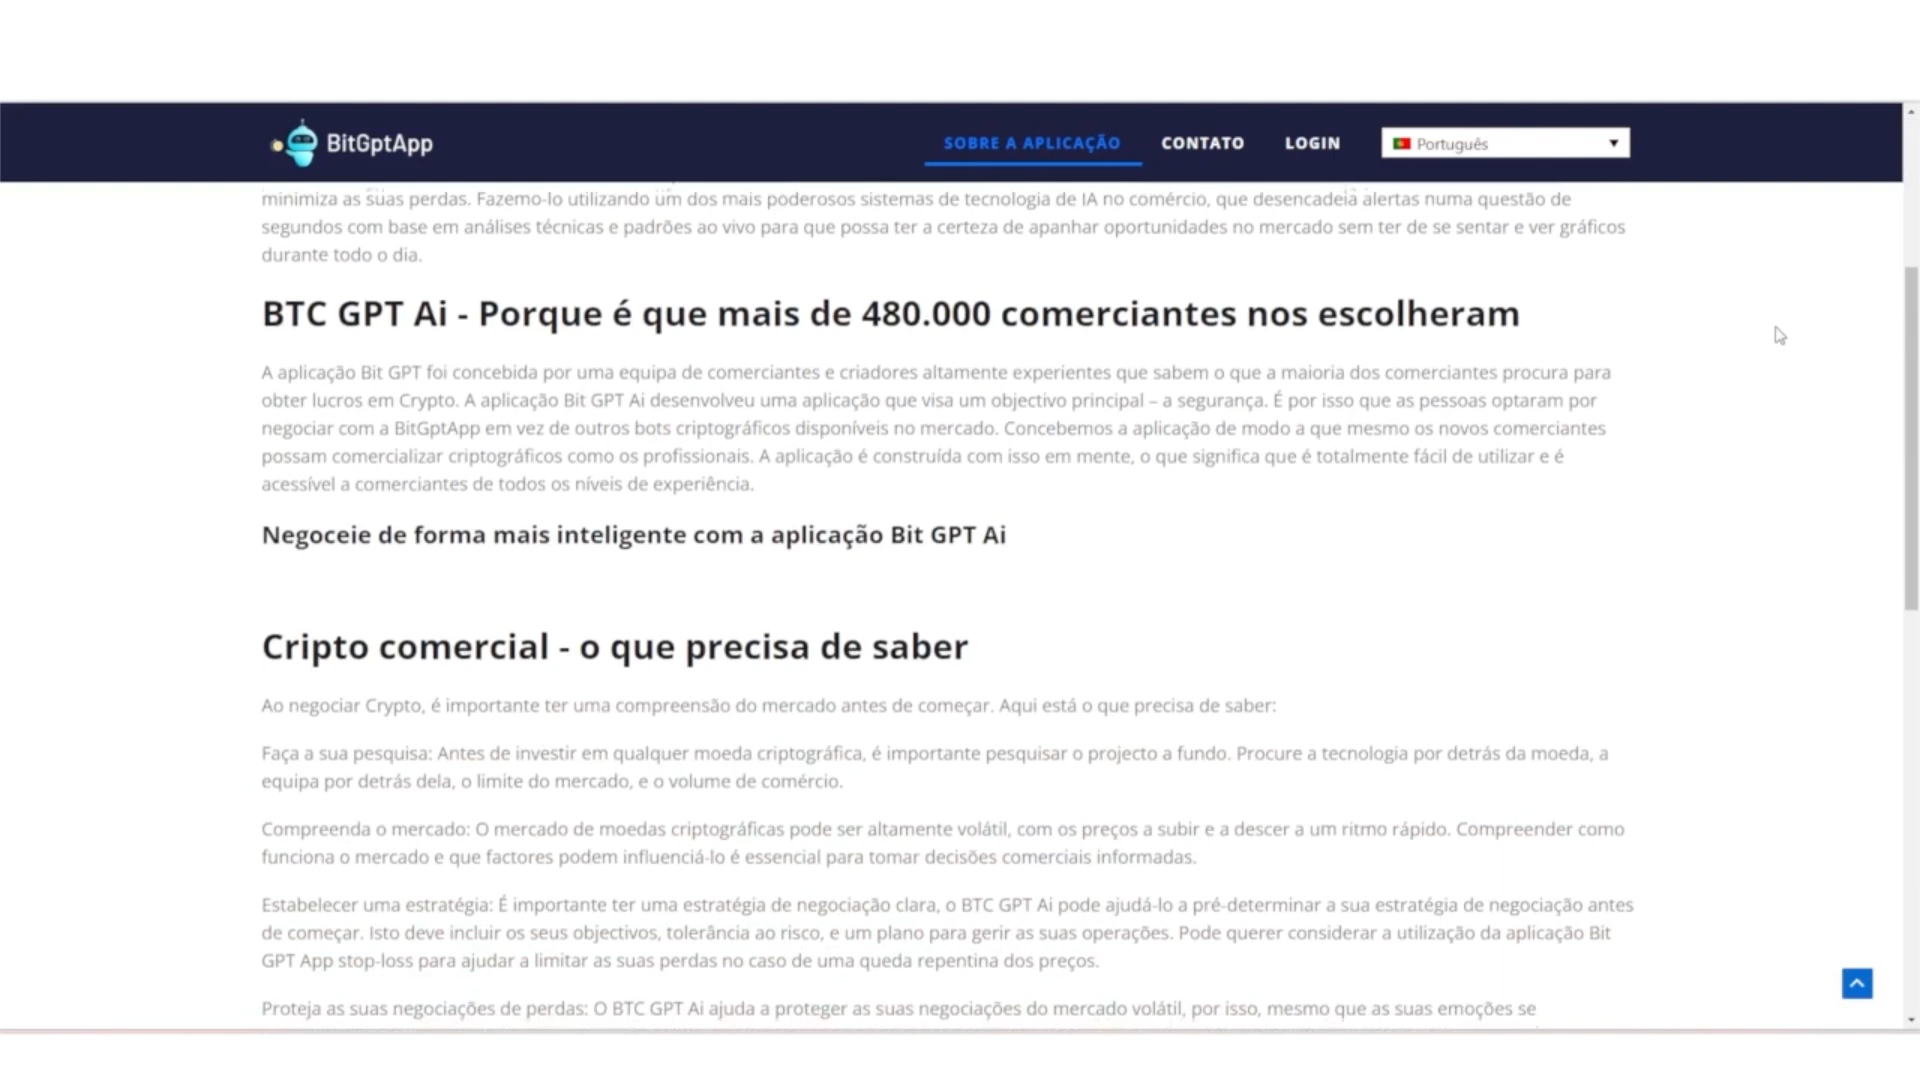 BitGptApp
SOBRE A APLICAÇÃO
CONTATO
LOGIN
Português
minimiza as suas perdas. Fazemo-lo utilizando um dos mais poderosos sistemas de tecnologia de IA no comércio, que desencadeia alertas numa questão de
segundos com base em análises técnicas e padrões ao vivo para que possa ter a certeza de apanhar oportunidades no mercado sem ter de se sentar e ver gráficos
durante todo o dia.
BTC GPT Ai - Porque é que mais de 480.000 comerciantes nos escolheram
A aplicação Bit GPT foi concebida por uma equipa de comerciantes e criadores altamente experientes que sabem o que a maioria dos comerciantes procura para
obter lucros em Crypto. A aplicação Bit GPT Ai desenvolveu uma aplicação que visa um objectivo principal – a segurança. É por isso que as pessoas optaram por
negociar com a BitGptApp em vez de outros bots criptográficos disponíveis no mercado. Concebemos a aplicação de modo a que mesmo os novos comerciantes
possam comercializar criptográficos como os profissionais. A aplicação é construída com isso em mente, o que significa que é totalmente fácil de utilizar e é
acessível a comerciantes de todos os níveis de experiência.
Negoceie de forma mais inteligente com a aplicação Bit GPT Ai
Cripto comercial - o que precisa de saber
Ao negociar Crypto, é importante ter uma compreensão do mercado antes de começar. Aqui está o que precisa de saber:
Faça a sua pesquisa: Antes de investir em qualquer moeda criptográfica, é importante pesquisar o projecto a fundo. Procure a tecnologia por detrás da moeda, a
equipa por detrás dela, o limite do mercado, e o volume de comércio.
Compreenda o mercado: O mercado de moedas criptográficas pode ser altamente volátil, com os preços a subir e a descer a um ritmo rápido. Compreender como
funciona o mercado e que factores podem influenciá-lo é essencial para tomar decisões comerciais informadas.
Estabelecer uma estratégia: É importante ter uma estratégia de negociação clara, o BTC GPT Ai pode ajudá-lo a pré-determinar a sua estratégia de negociação antes
de começar. Isto deve incluir os seus objectivos, tolerância ao risco, e um plano para gerir as suas operações. Pode querer considerar a utilização da aplicação Bit
GPT App stop-loss para ajudar a limitar as suas perdas no caso de uma queda repentina dos preços.
Proteja as suas negociações de perdas: O BTC GPT Ai ajuda a proteger as suas negociações do mercado volátil, por isso, mesmo que as suas emoções se